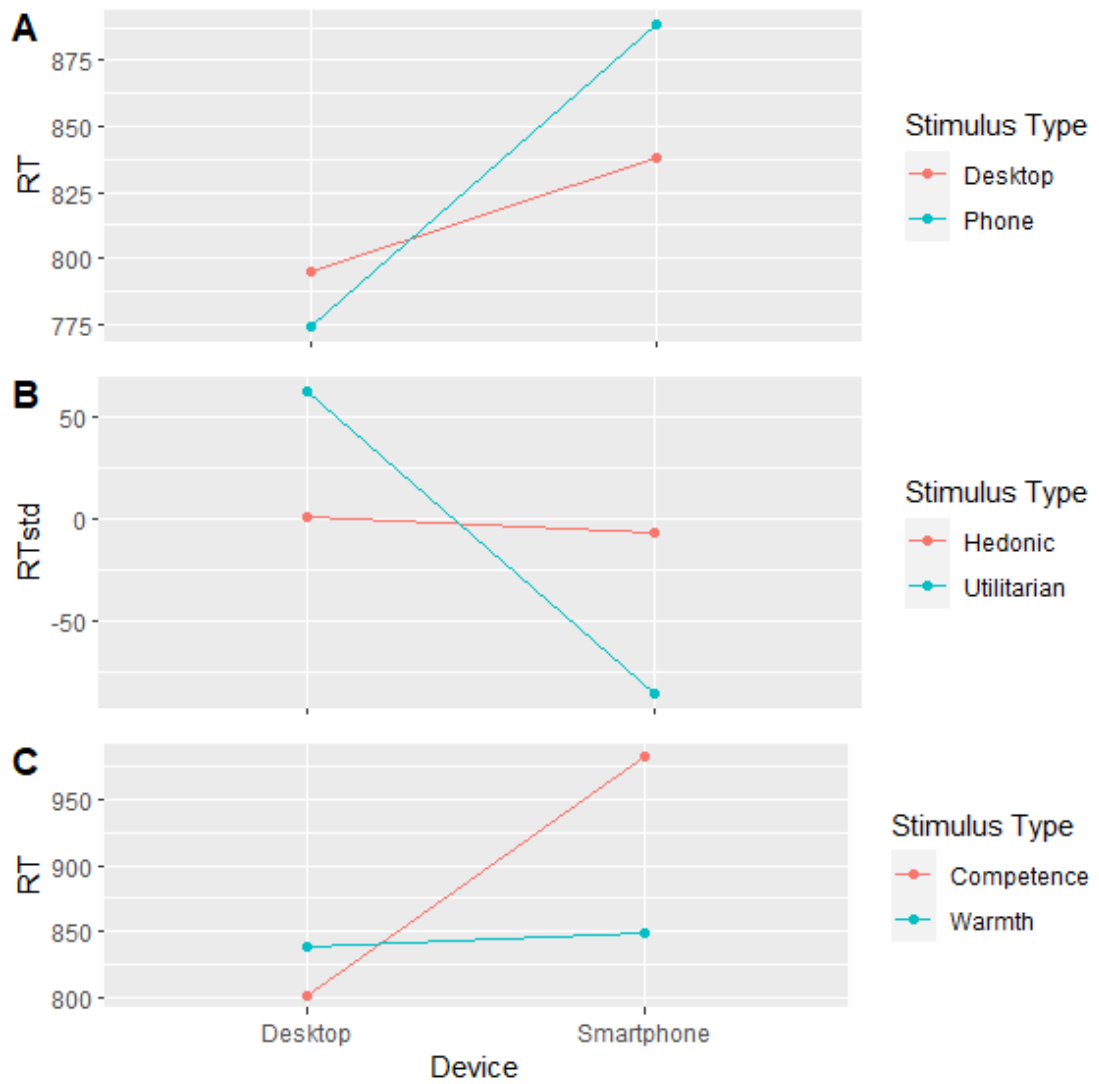 A
875
850
825
800
775
RT
Stimulus Type
Desktop
Phone
B
50
0
-50
RTstd
Stimulus Type
Hedonic
Utilitarian
C
950
900
850
800
RT
Stimulus Type
Competence
Warmth
Desktop Smartphone
Device